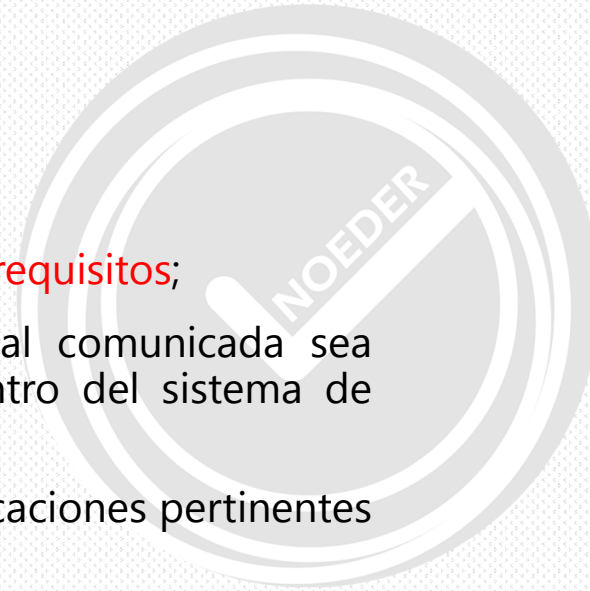 NOEDER
requisitos;
al comunicada sea
ntro del sistema de
caciones pertinentes